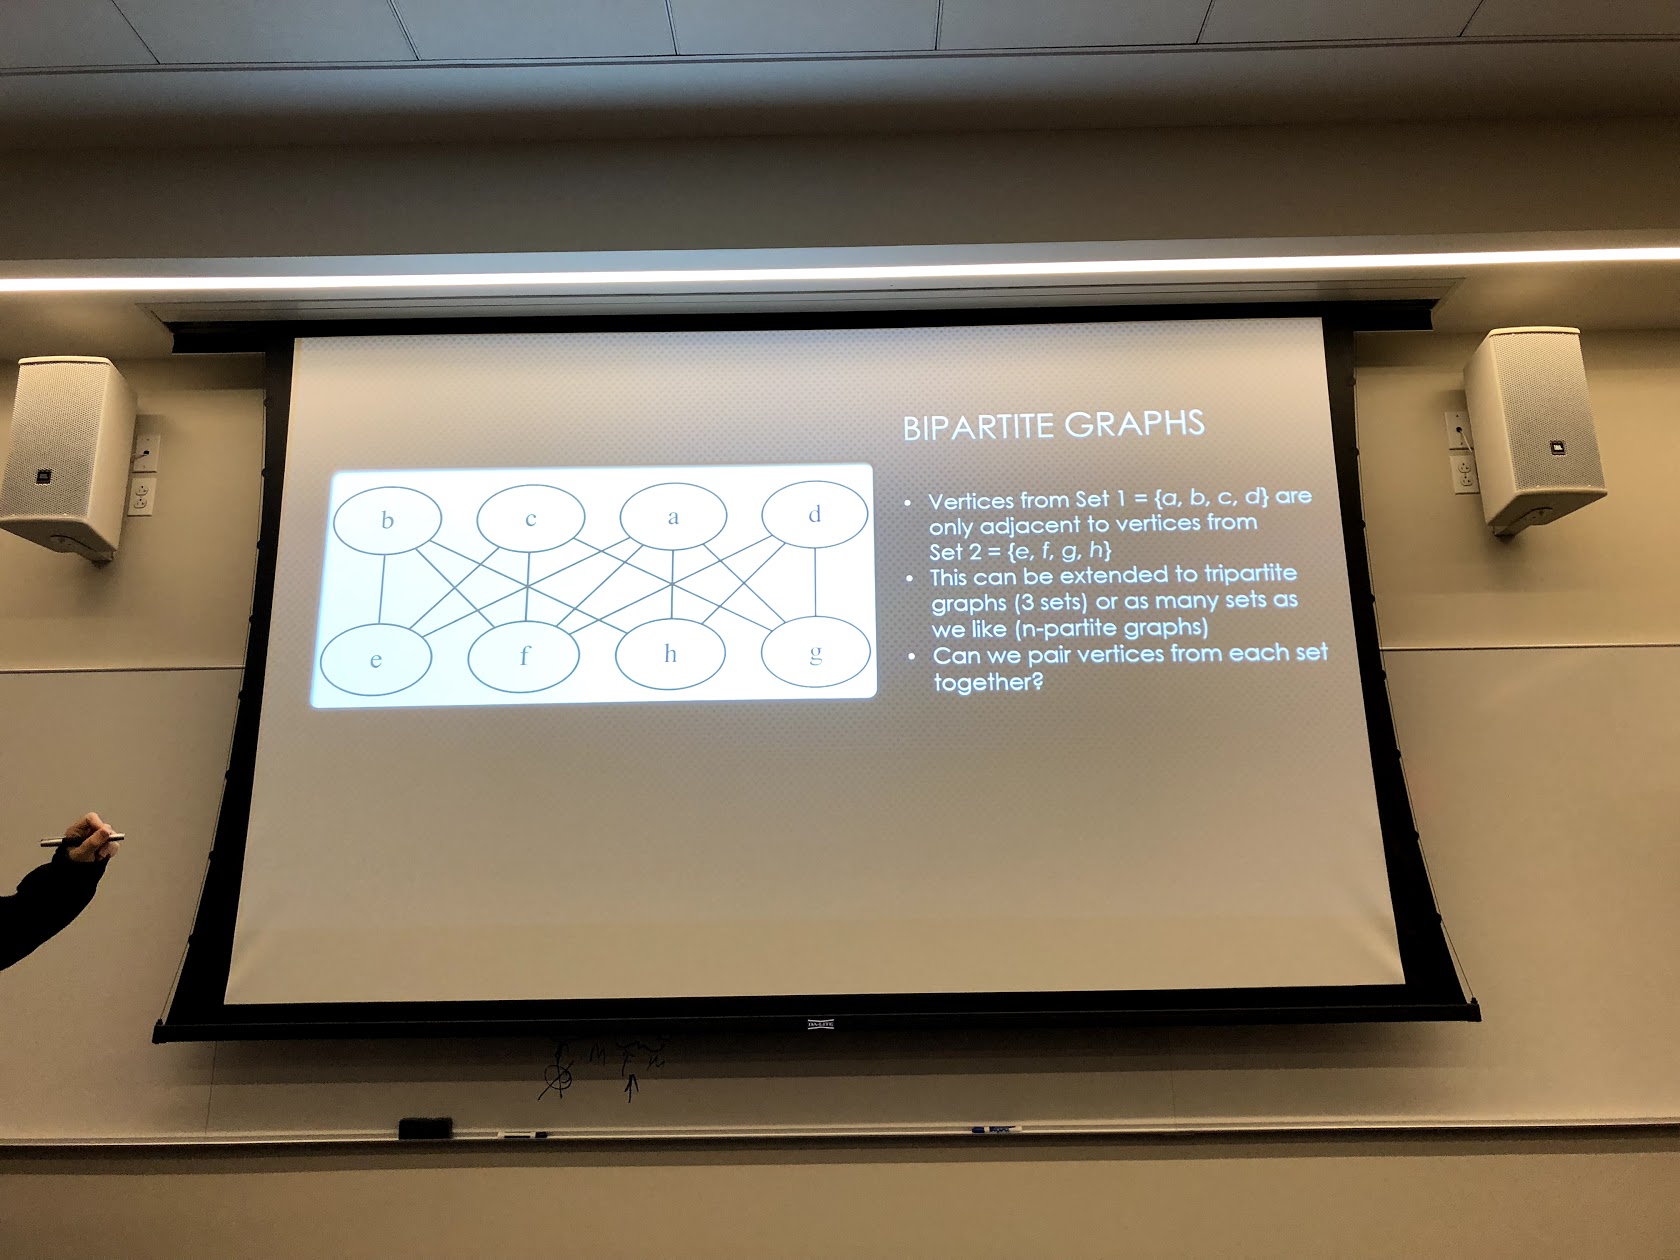 BIPARTITE GRAPHS
b c a d
e f h g
• Vertices from Set 1 = {a, b, c, d} are
only adjacent to vertices from
Set 2 = {e, f, g, h}
• This can be extended to tripartite
graphs (3 sets) or as many sets as
we like (n-partite graphs)
• Can we pair vertices from each set
together?
DA-LITE